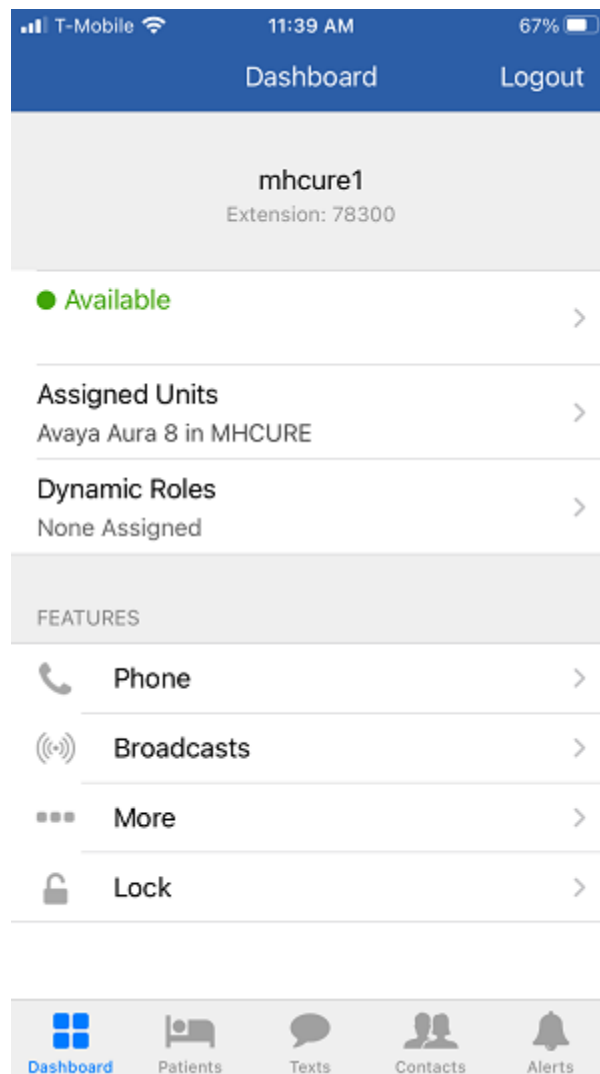 T-Mobile 11:39 AM 67%
Dashboard Logout
mhcure1
Extension: 78300
Available
Assigned Units
Avaya Aura 8 in MHCURE
Dynamic Roles
None Assigned
FEATURES
Phone
Broadcasts
More
Lock
Dashboard Patients Texts Contacts Alerts